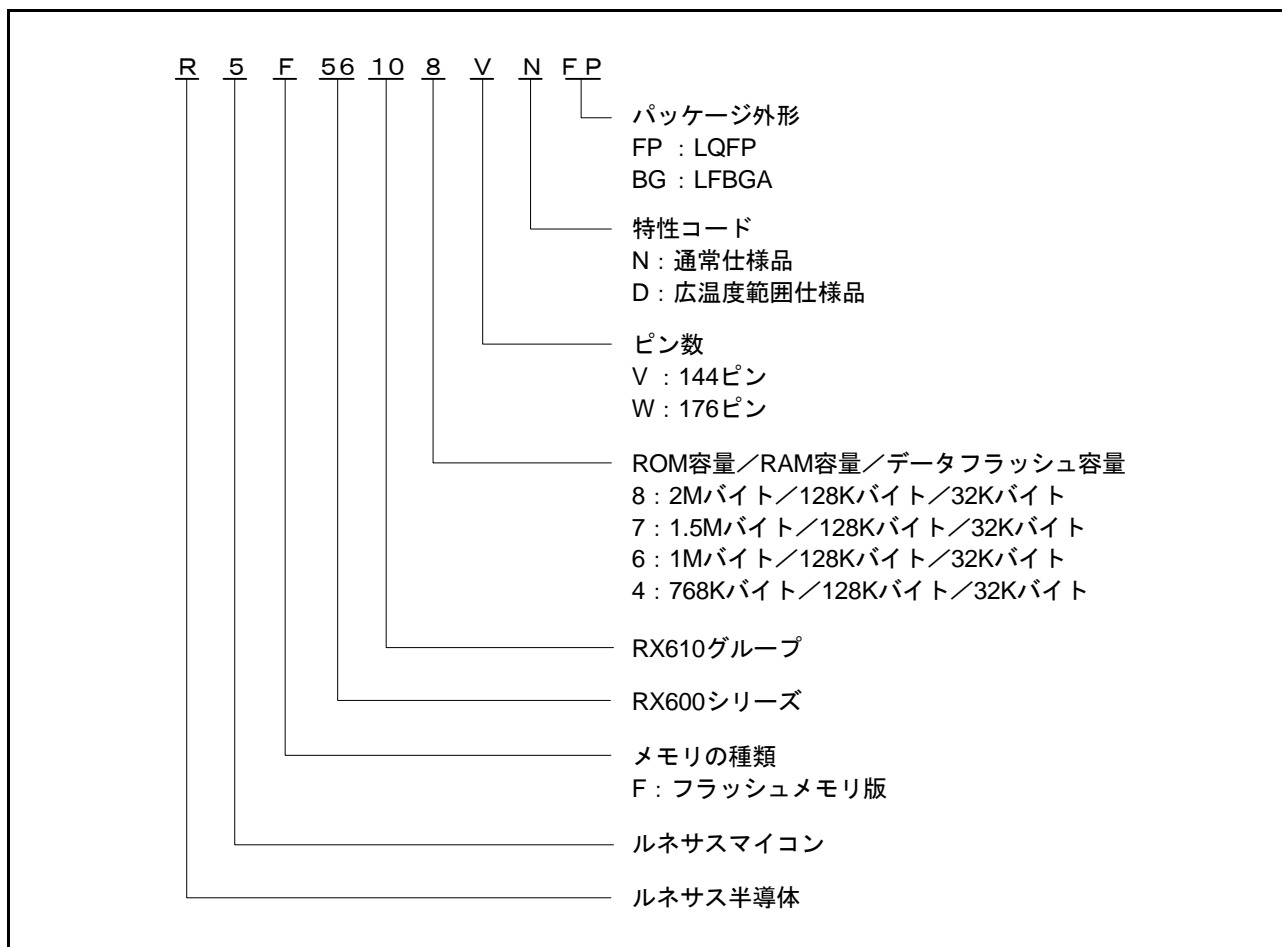 R 5 F 56 10 8 V N F P
パッケージ外形
FP : LQFP
BG : LFBGA
特性コード
N : 通常仕様品
D : 広温度範囲仕様品
ピン数
V : 144ピン
W : 176ピン
ROM容量／RAM容量／データフラッシュ容量
8 : 2Mバイト／128Kバイト／32Kバイト
7 : 1.5Mバイト／128Kバイト／32Kバイト
6 : 1Mバイト／128Kバイト／32Kバイト
4 : 768Kバイト／128Kバイト／32Kバイト
RX610グループ
RX600シリーズ
メモリの種類
F : フラッシュメモリ版
ルネサスマイコン
ルネサス半導体